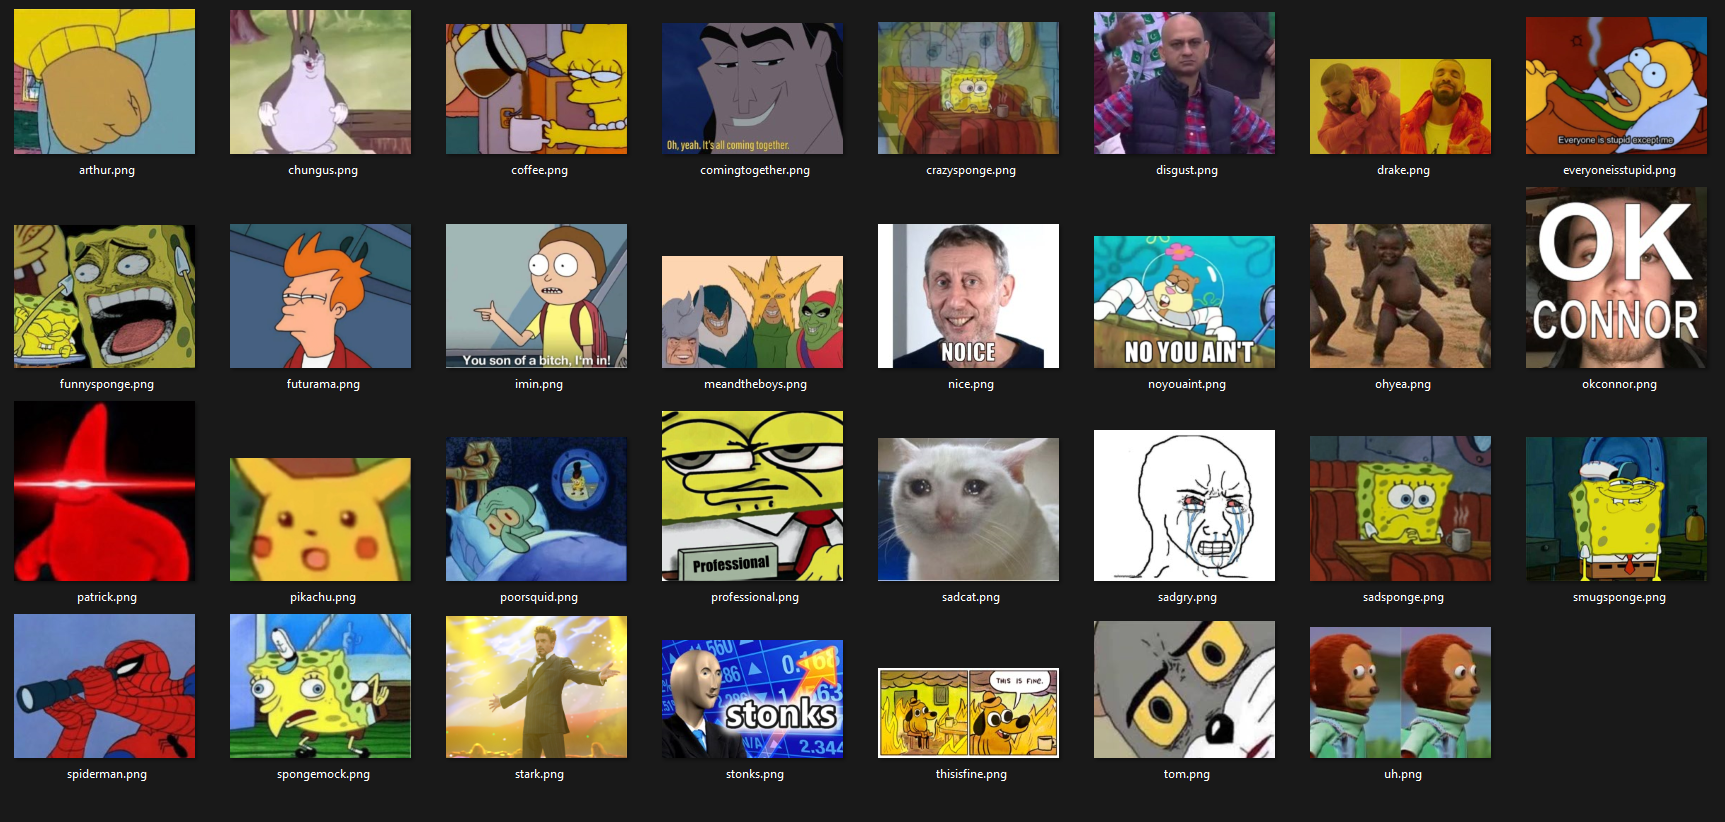 Oh, yeah. It's all coming together.
Everyone is stupid except me
arthur.png
chungus.png
coffee.png
comingtogether.png
crazysponge.png
disgust.png
drake.png
everyoneisstupid.png
You son of a bitch, I'm in!
NOICE
NO YOU AIN'T
OK
CONNOR
funnysponge.png
futurama.png
imin.png
meandtheboys.png
nice.png
noyouaint.png
ohyea.png
okconnor.png
Professional
patrick.png
pikachu.png
poorsquid.png
professional.png
sadcat.png
sadgry.png
sadsponge.png
smugsponge.png
stonks
THIS IS FINE.
spiderman.png
spongemock.png
stark.png
stonks.png
thisisfine.png
tom.png
uh.png